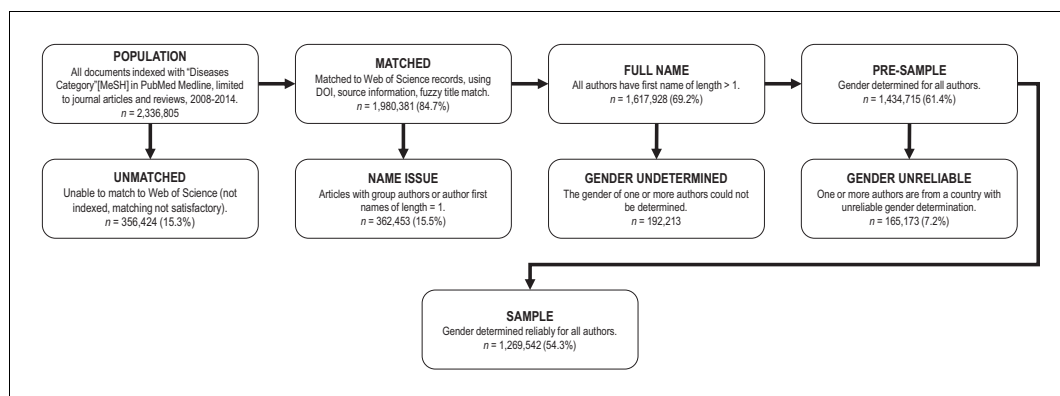 POPULATION
All documents indexed with “Diseases
Category”[MeSH] in PubMed Medline, limited
to journal articles and reviews, 2008-2014.
n = 2,336,805
MATCHED
Matched to Web of Science records, using
DOI, source information, fuzzy title match.
n = 1,980,381 (84.7%)
FULL NAME
All authors have first name of length > 1.
n = 1,617,928 (69.2%)
PRE-SAMPLE
Gender determined for all authors.
n = 1,434,715 (61.4%)
UNMATCHED
Unable to match to Web of Science (not
indexed, matching not satisfactory).
n = 356,424 (15.3%)
NAME ISSUE
Articles with group authors or author first
names of length = 1.
n = 362,453 (15.5%)
GENDER UNDETERMINED
The gender of one or more authors could not
be determined.
n = 192,213
GENDER UNRELIABLE
One or more authors are from a country with
unreliable gender determination.
n = 165,173 (7.2%)
SAMPLE
Gender determined reliably for all authors.
n = 1,269,542 (54.3%)